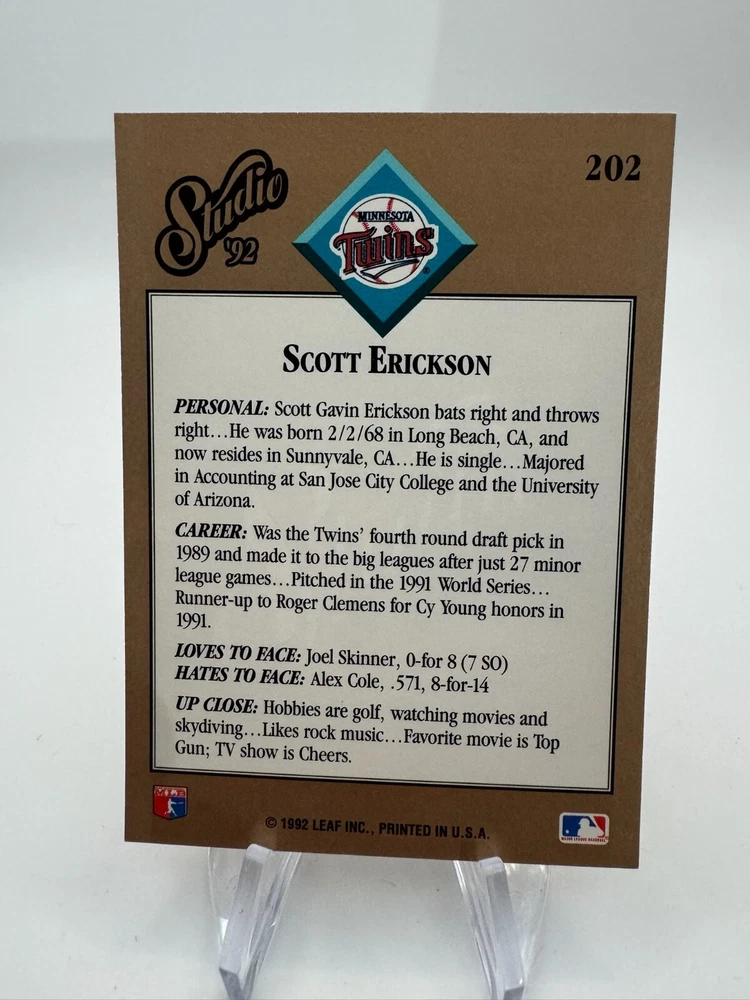 Studio
'92
202
MINNESOTA
Twins
SCOTT ERICKSON
PERSONAL: Scott Gavin Erickson bats right and throws
right...He was born 2/2/68 in Long Beach, CA, and
now resides in Sunnyvale, CA...He is single...Majored
in Accounting at San Jose City College and the University
of Arizona.
CAREER: Was the Twins' fourth round draft pick in
1989 and made it to the big leagues after just 27 minor
league games...Pitched in the 1991 World Series...
Runner-up to Roger Clemens for Cy Young honors in
1991.
LOVES TO FACE: Joel Skinner, 0-for 8 (7 SO)
HATES TO FACE: Alex Cole, .571, 8-for-14
UP CLOSE: Hobbies are golf, watching movies and
skydiving...Likes rock music...Favorite movie is Top
Gun; TV show is Cheers.
© 1992 LEAF INC., PRINTED IN U.S.A.
MAJOR LEAGUE BASEBALL